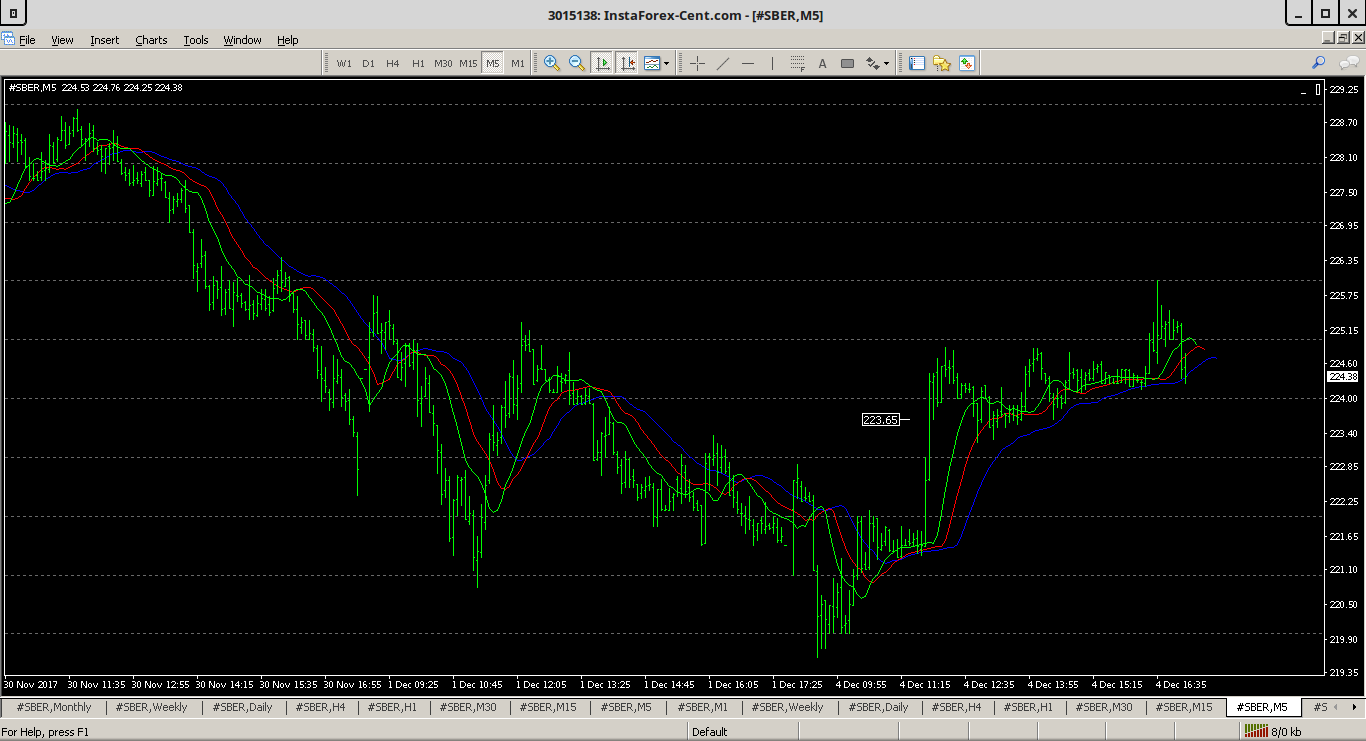 3015138: InstaForex-Cent.com - [#SBER,M5]
File View Insert Charts Tools Window Help
W1 D1 H4 H1 M30 M15 M5 M1
#SBER,M5 224.53 224.76 224.25 224.38
229.25
228.70
228.10
227.50
226.95
226.35
225.75
225.15
224.60
224.38
224.00
223.65
223.40
222.85
222.25
221.65
221.10
220.50
219.90
219.35
30 Nov 2017 30 Nov 11:35 30 Nov 12:55 30 Nov 14:15 30 Nov 15:35 30 Nov 16:55 1 Dec 09:25 1 Dec 10:45 1 Dec 12:05 1 Dec 13:25 1 Dec 14:45 1 Dec 16:05 1 Dec 17:25 4 Dec 09:55 4 Dec 11:15 4 Dec 12:35 4 Dec 13:55 4 Dec 15:15 4 Dec 16:35
#SBER,Monthly #SBER,Weekly #SBER,Daily #SBER,H4 #SBER,H1 #SBER,M30 #SBER,M15 #SBER,M5 #SBER,M1 #SBER,Weekly #SBER,Daily #SBER,H4 #SBER,H1 #SBER,M30 #SBER,M15 #SBER,M5 #S
For Help, press F1 Default 8/0 kb